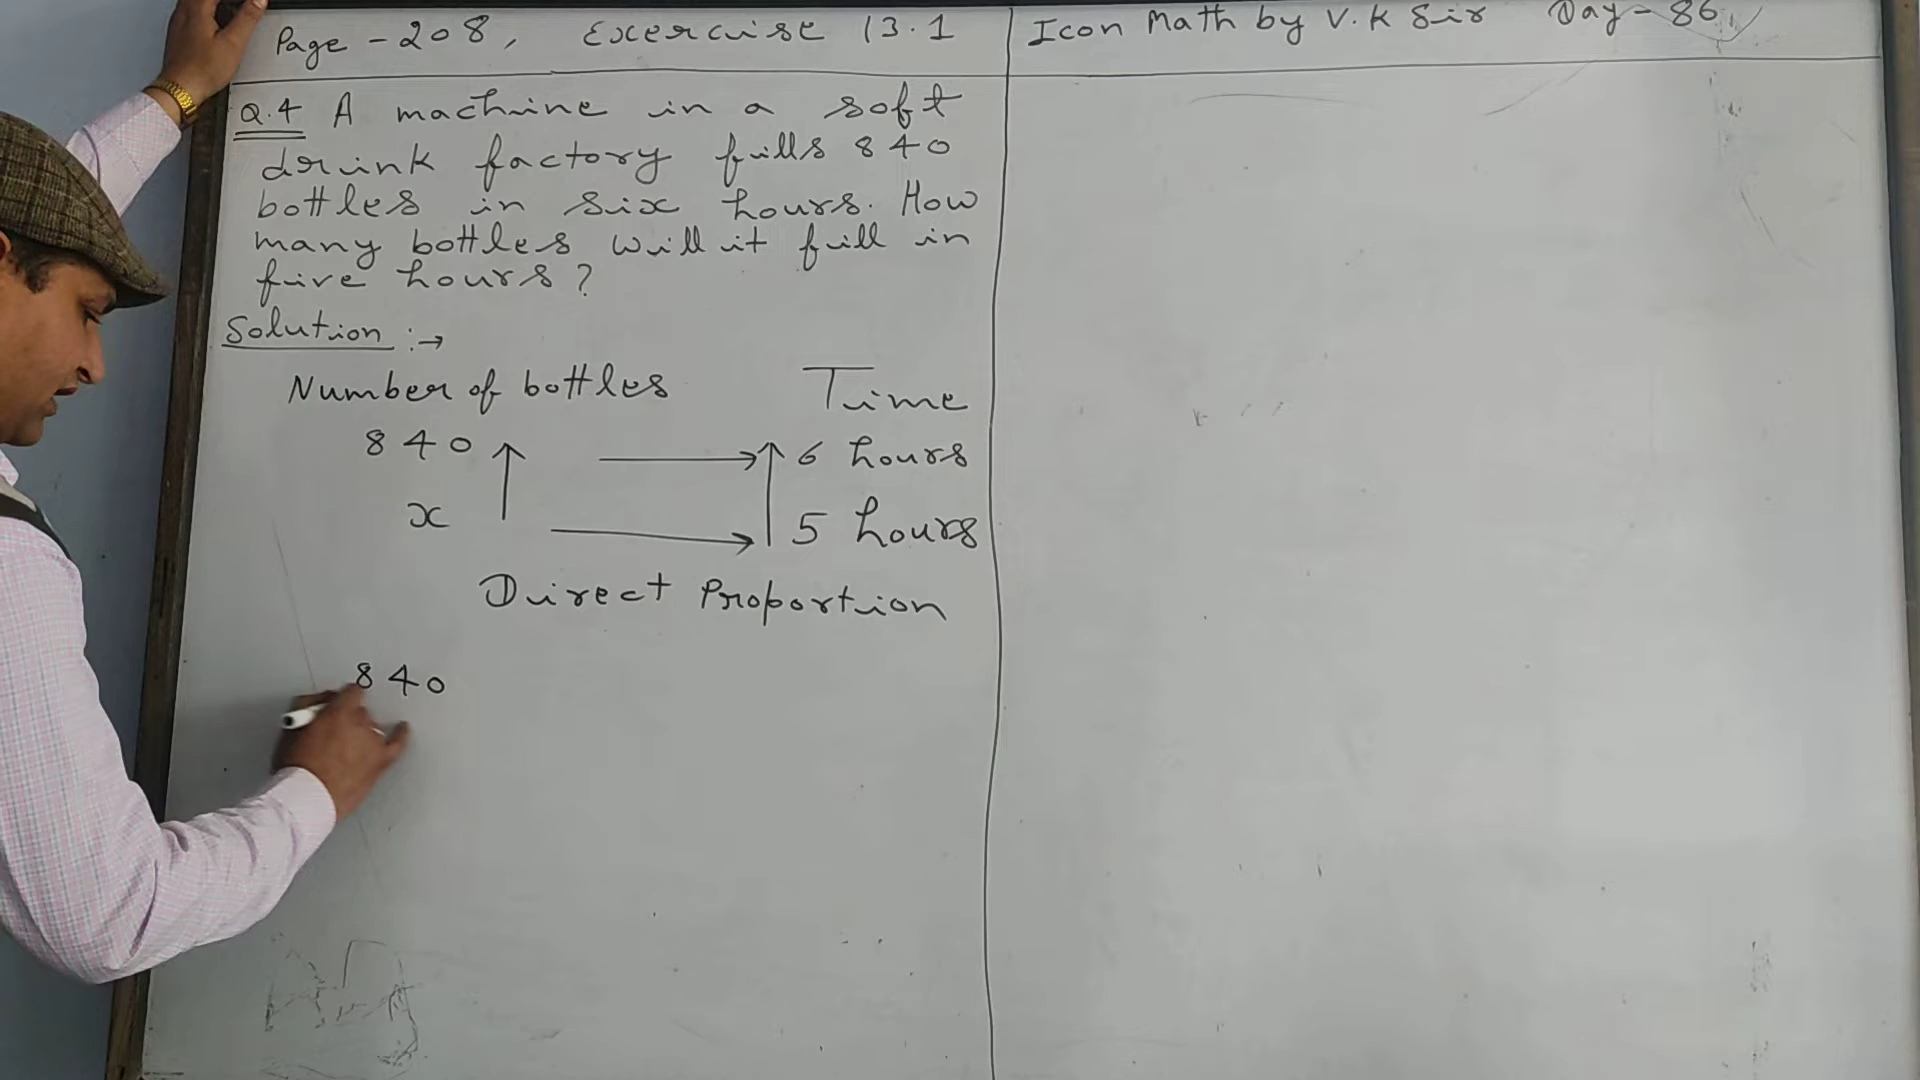 Page - 208, Exercise 13.1
Icon Math by V.K Sir Day - 86
Q.4 A machine in a soft
drink factory fills 840
bottles in six hours. How
many bottles will it fill in
five hours?
Solution :→
Number of bottles Time
840 ↑ → ↑ 6 hours
x → 5 hours
Direct Proportion
840